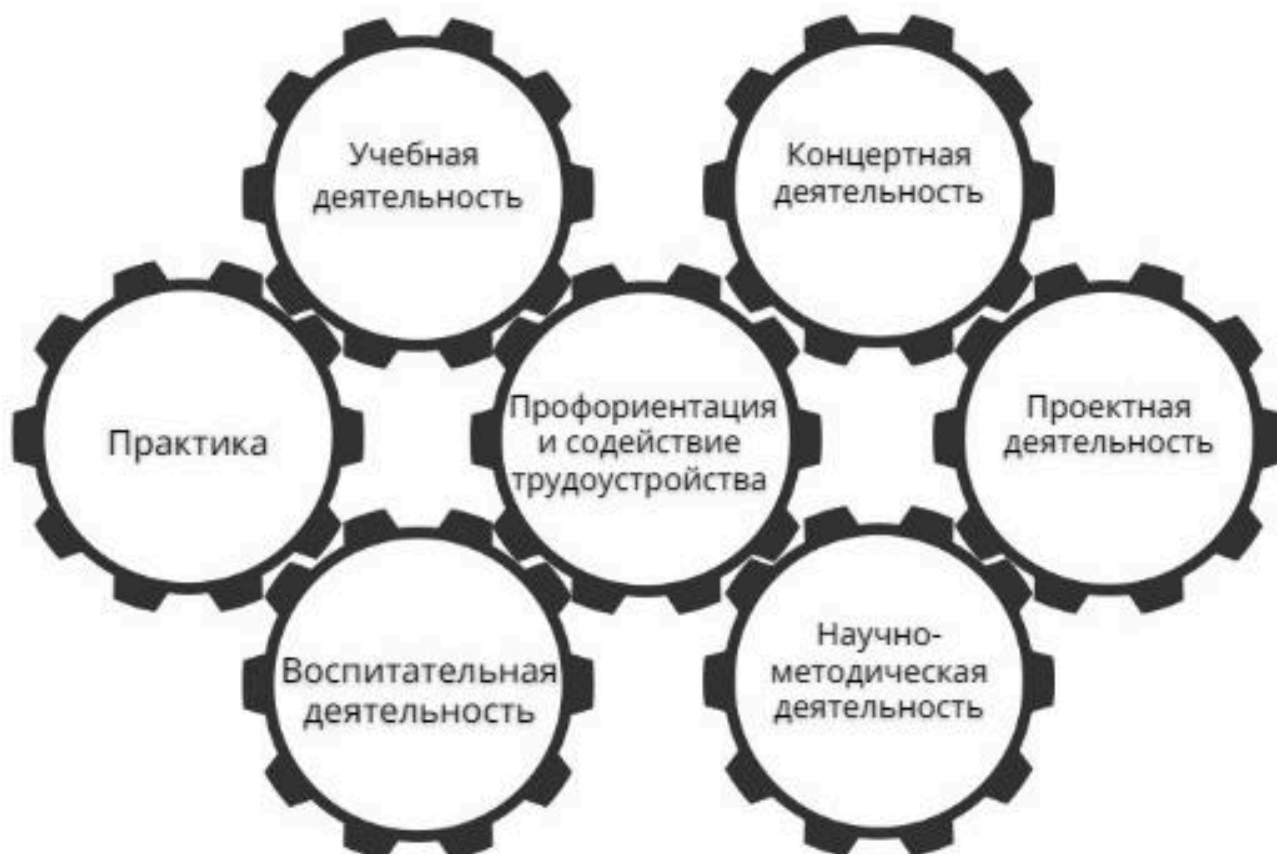 Учебная
деятельность
Концертная
деятельность
Практика
Профориентация
и содействие
трудоустройства
Проектная
деятельность
Воспитательная
деятельность
Научно-
методическая
деятельность